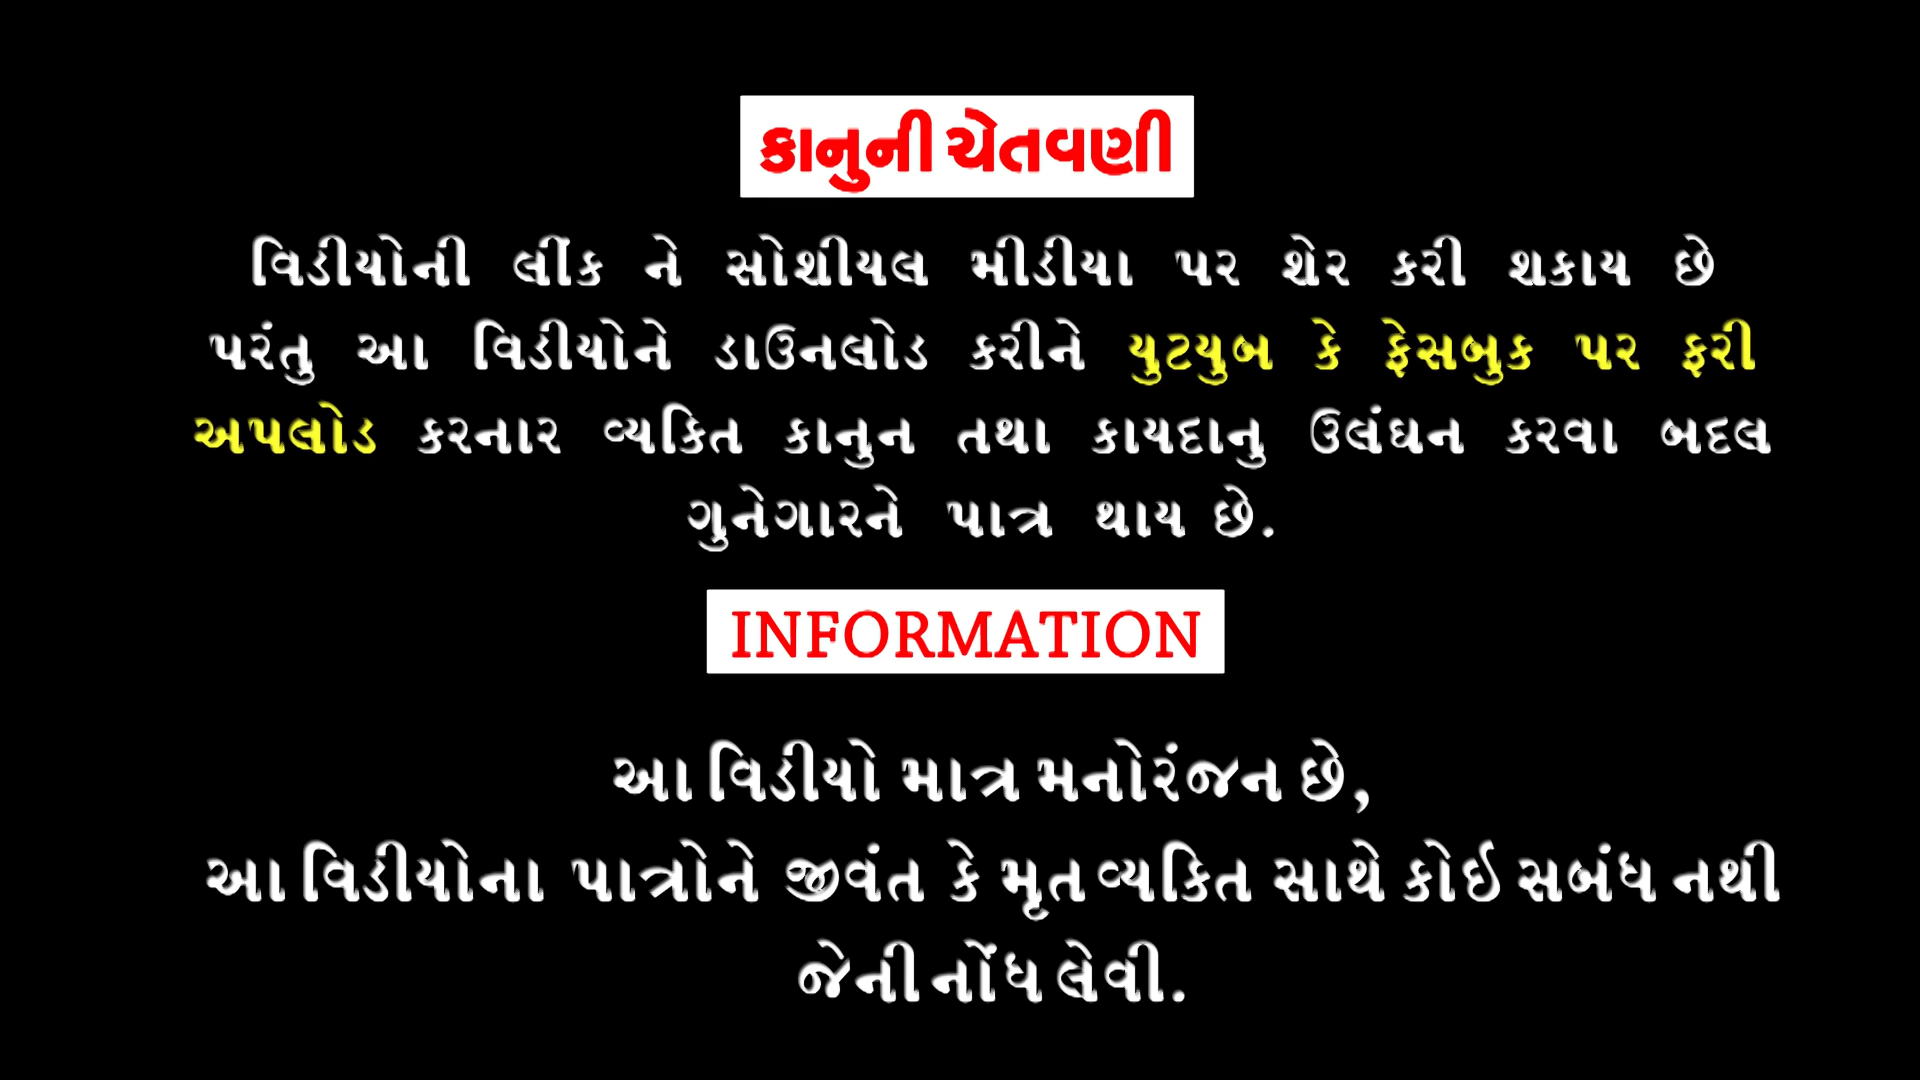 કાનુની ચેતવણી
વિડીયોની લીંક ને સોશીયલ મીડીયા પર શેર કરી શકાય છે
પરંતુ આ વિડીયોને ડાઉનલોડ કરીને યુટયુબ કે ફેસબુક પર ફરી
અપલોડ કરનાર વ્યકિત કાનુન તથા કાયદાનુ ઉલંઘન કરવા બદલ
ગુનેગારને પાત્ર થાય છે.
INFORMATION
આ વિડીયો માત્ર મનોરંજન છે,
આ વિડીયોના પાત્રોને જીવંત કે મૃત વ્યકિત સાથે કોઇ સબંધ નથી
જેની નોંધ લેવી.